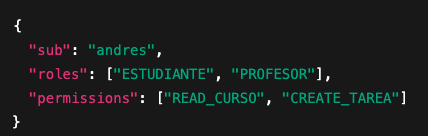 {
"sub": "andres",
"roles": ["ESTUDIANTE", "PROFESOR"],
"permissions": ["READ_CURSO", "CREATE_TAREA"]
}